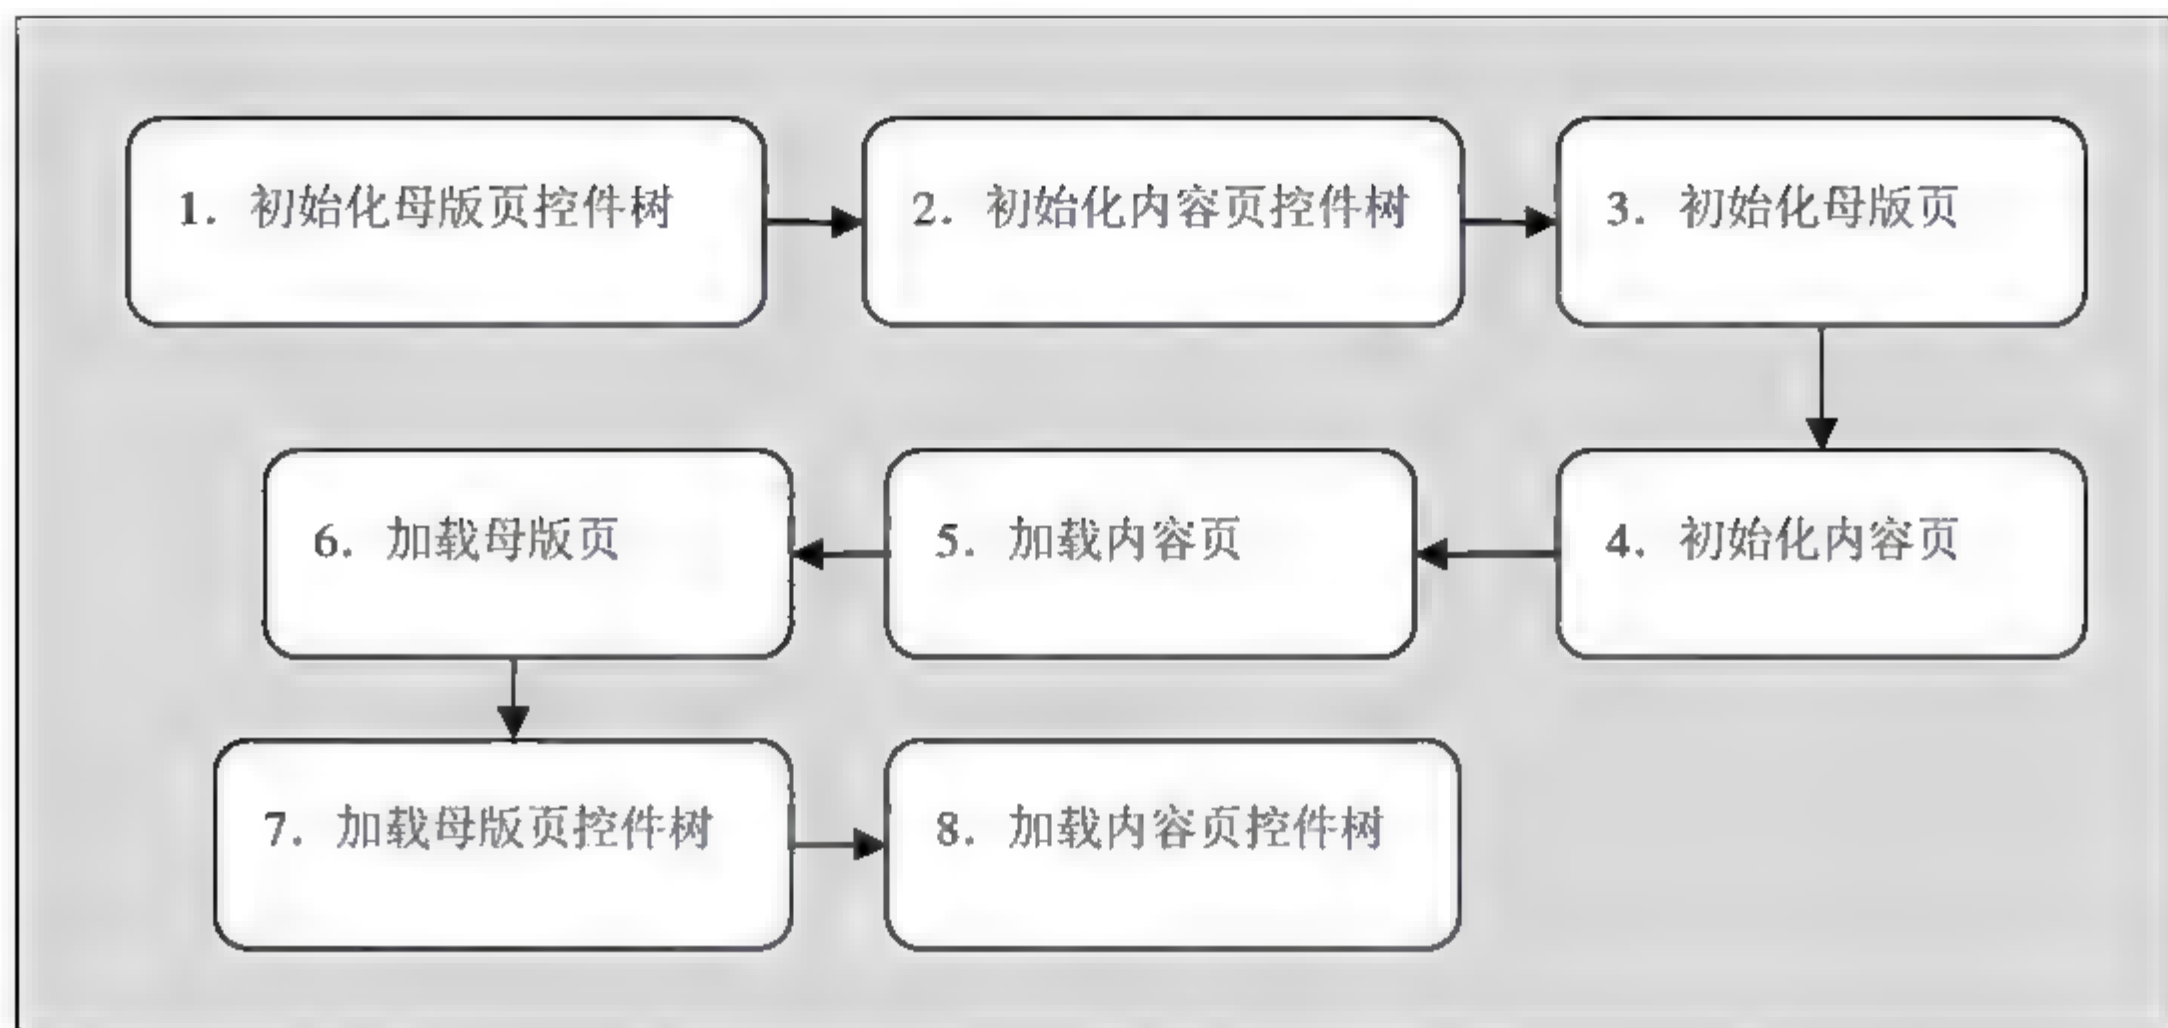 1. 初始化母版页控件树
2. 初始化内容页控件树
3. 初始化母版页
4. 初始化内容页
5. 加载内容页
6. 加载母版页
7. 加载母版页控件树
8. 加载内容页控件树